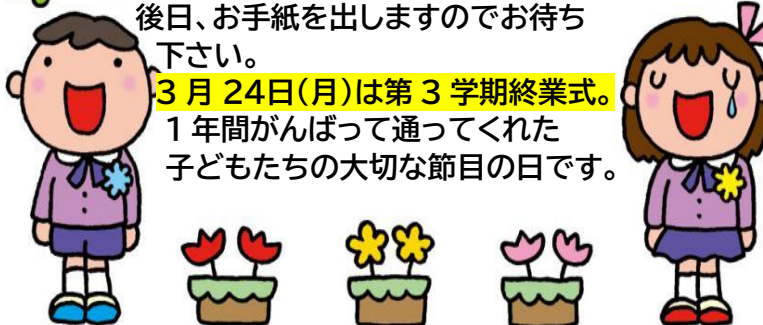 後日、お手紙を出しますのでお待ち
下さい。
3月24日(月)は第3学期終業式。
1年間がんばって通ってくれた
子どもたちの大切な節目の日です。